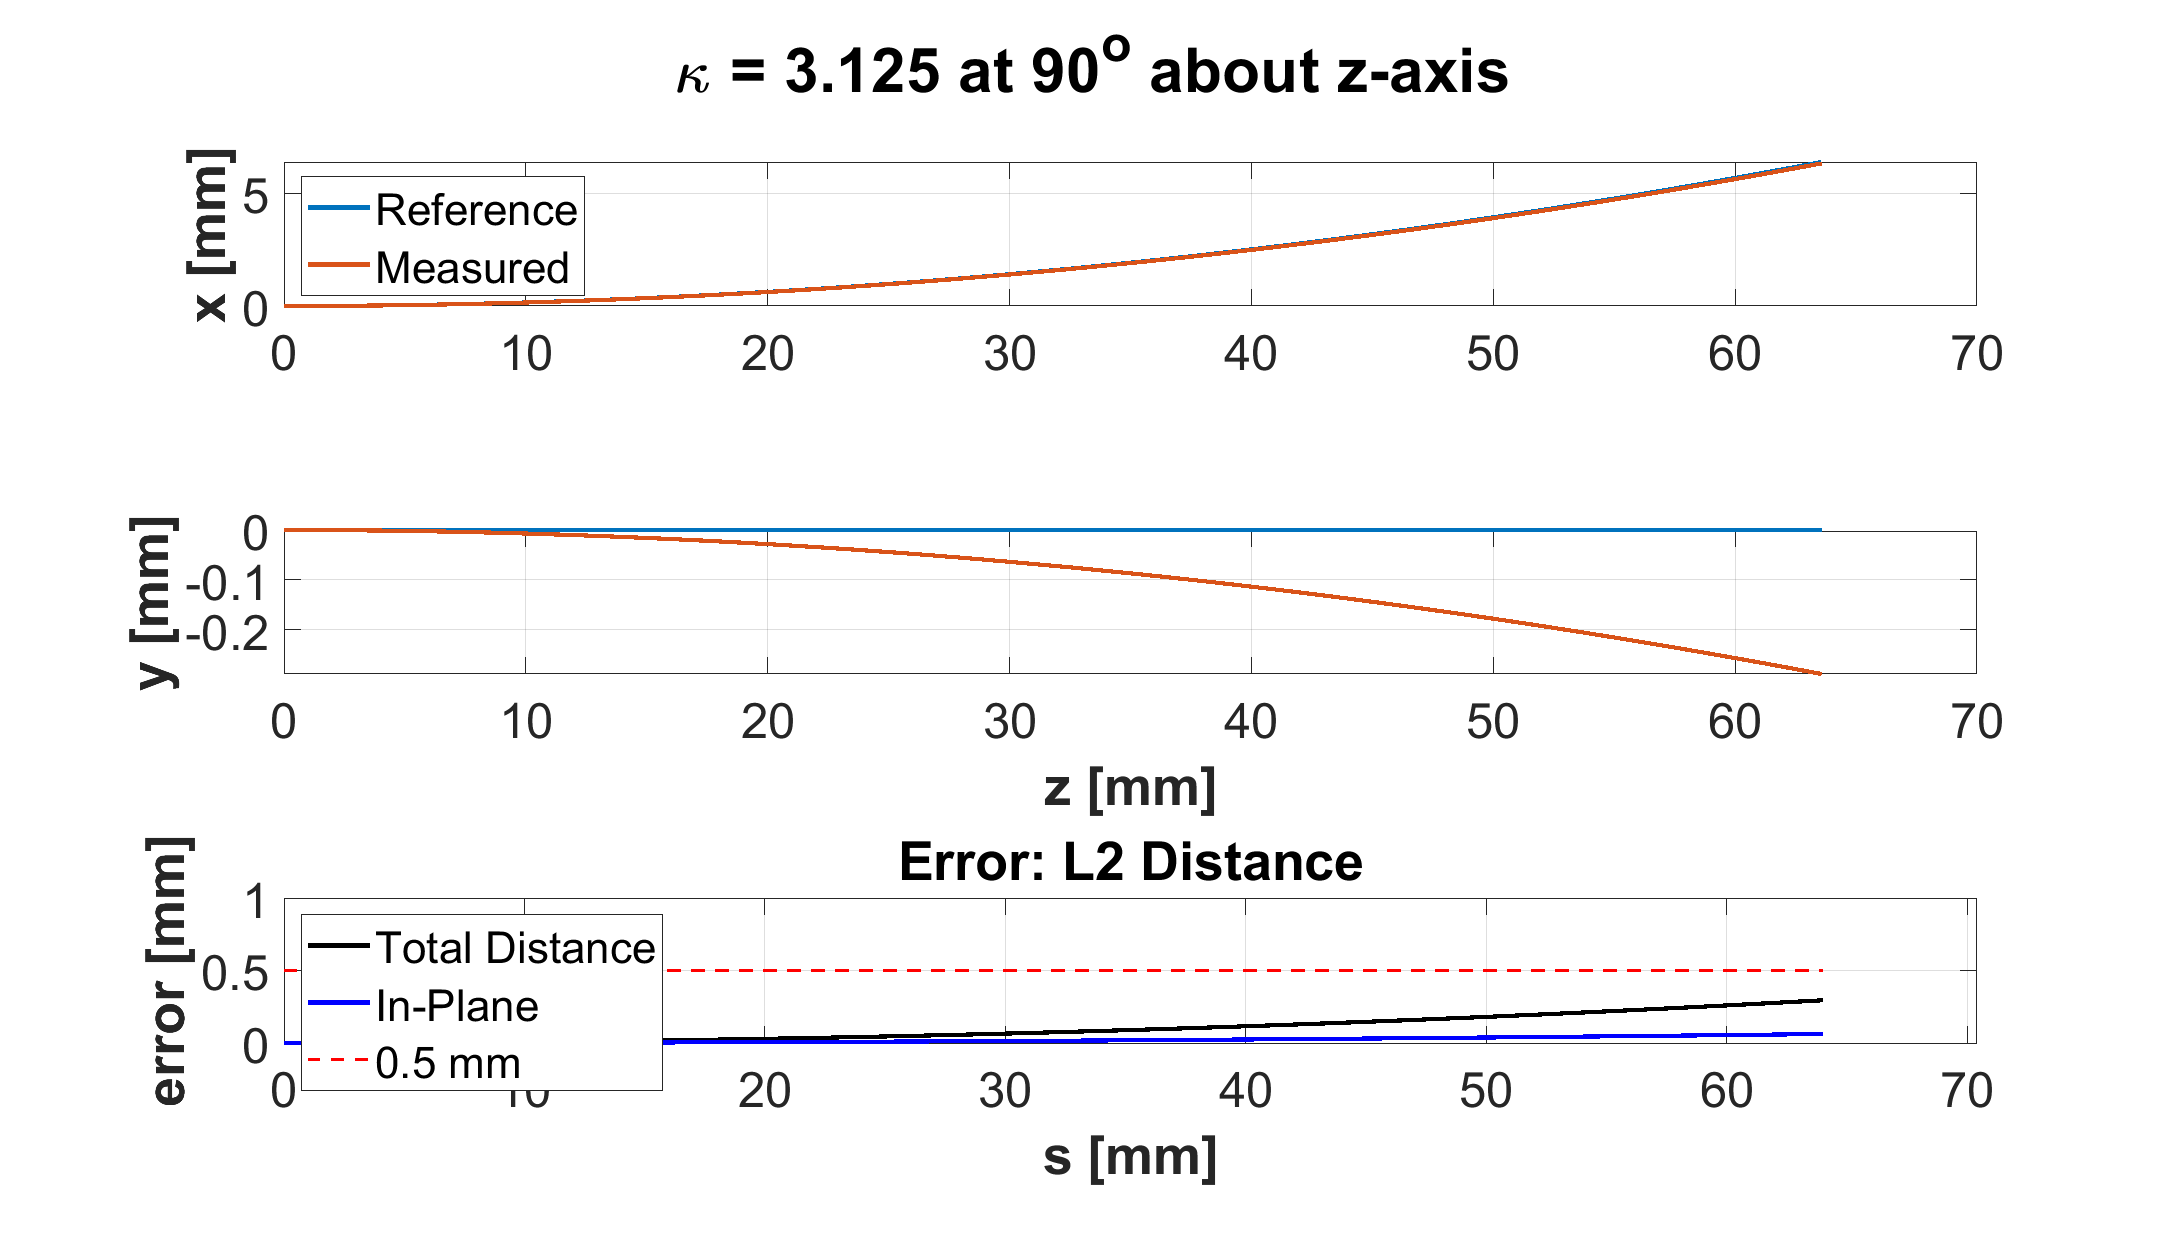 κ = 3.125 at 90° about z-axis
x [mm]
5
0
Reference
Measured
0 10 20 30 40 50 60 70
y [mm]
0
-0.1
-0.2
0 10 20 30 40 50 60 70
z [mm]
Error: L2 Distance
error [mm]
1
0.5
0
Total Distance
In-Plane
0.5 mm
0 10 20 30 40 50 60 70
s [mm]